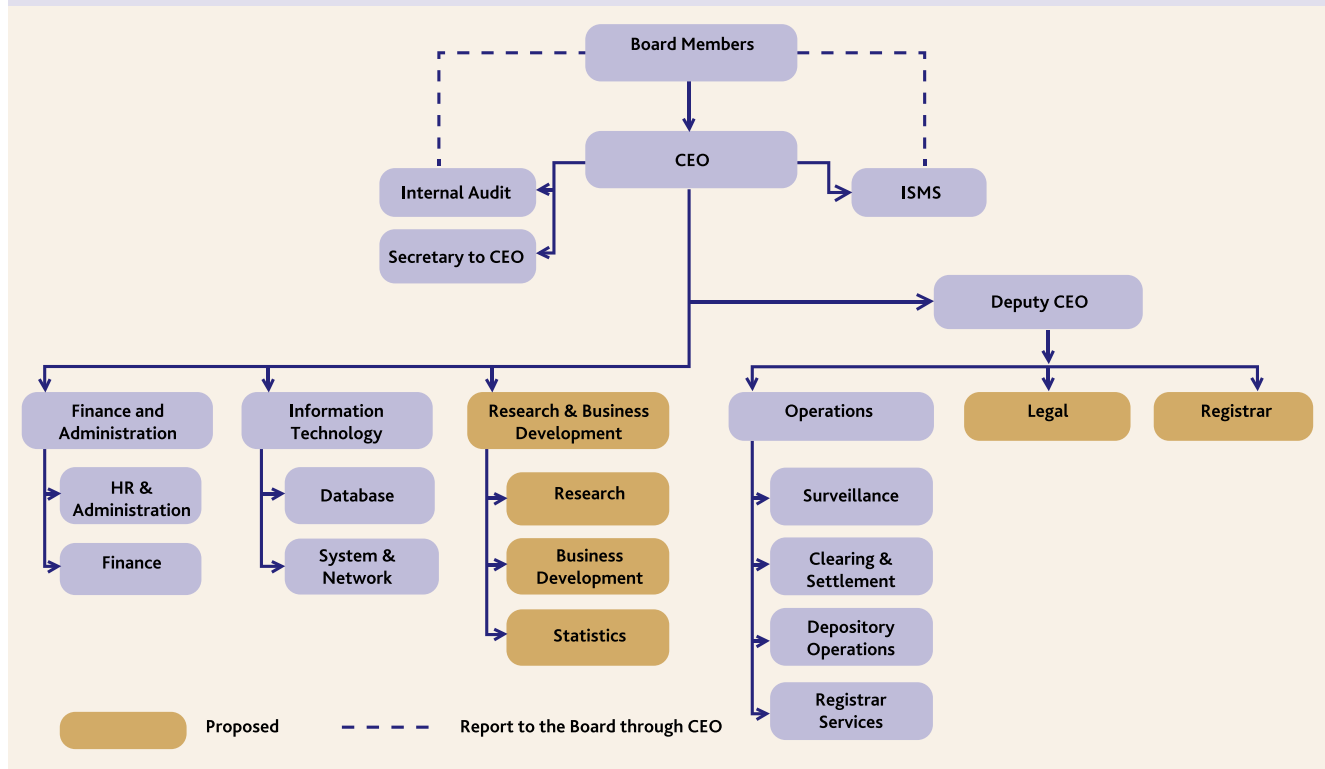 Board Members
CEO
Internal Audit
ISMS
Secretary to CEO
Deputy CEO
Finance and
Administration
Information
Technology
Research & Business
Development
Operations
Legal
Registrar
HR &
Administration
Finance
Database
System &
Network
Research
Business
Development
Statistics
Surveillance
Clearing &
Settlement
Depository
Operations
Registrar
Services
Proposed
Report to the Board through CEO